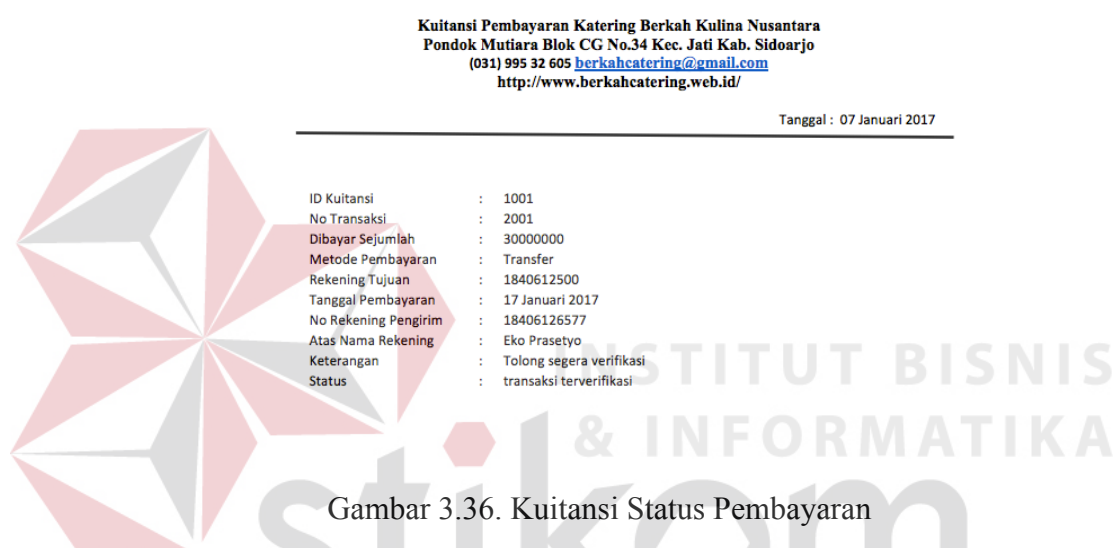 Kuitansi Pembayaran Katering Berkah Kulina Nusantara
Pondok Mutiara Blok CG No.34 Kec. Jati Kab. Sidoarjo
(031) 995 32 605 berkahcatering@gmail.com
http://www.berkahcatering.web.id/
Tanggal : 07 Januari 2017
ID Kuitansi : 1001
No Transaksi : 2001
Dibayar Sejumlah : 30000000
Metode Pembayaran : Transfer
Rekening Tujuan : 1840612500
Tanggal Pembayaran : 17 Januari 2017
No Rekening Pengirim : 18406126577
Atas Nama Rekening : Eko Prasetyo
Keterangan : Tolong segera verifikasi
Status : transaksi terverifikasi
INSTITUT BISNIS
& INFORMATIKA
stikom
Gambar 3.36. Kuitansi Status Pembayaran